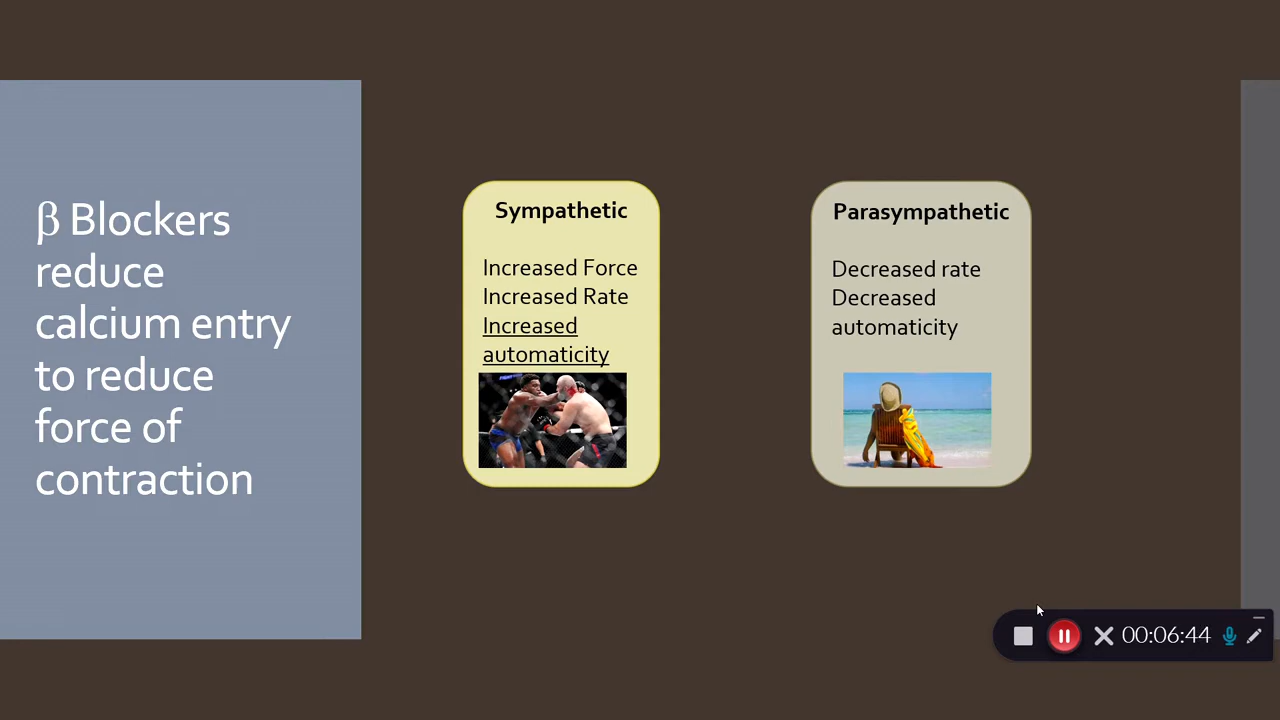 β Blockers
reduce
calcium entry
to reduce
force of
contraction
Sympathetic
Increased Force
Increased Rate
Increased
automaticity
Parasympathetic
Decreased rate
Decreased
automaticity
00:06:44